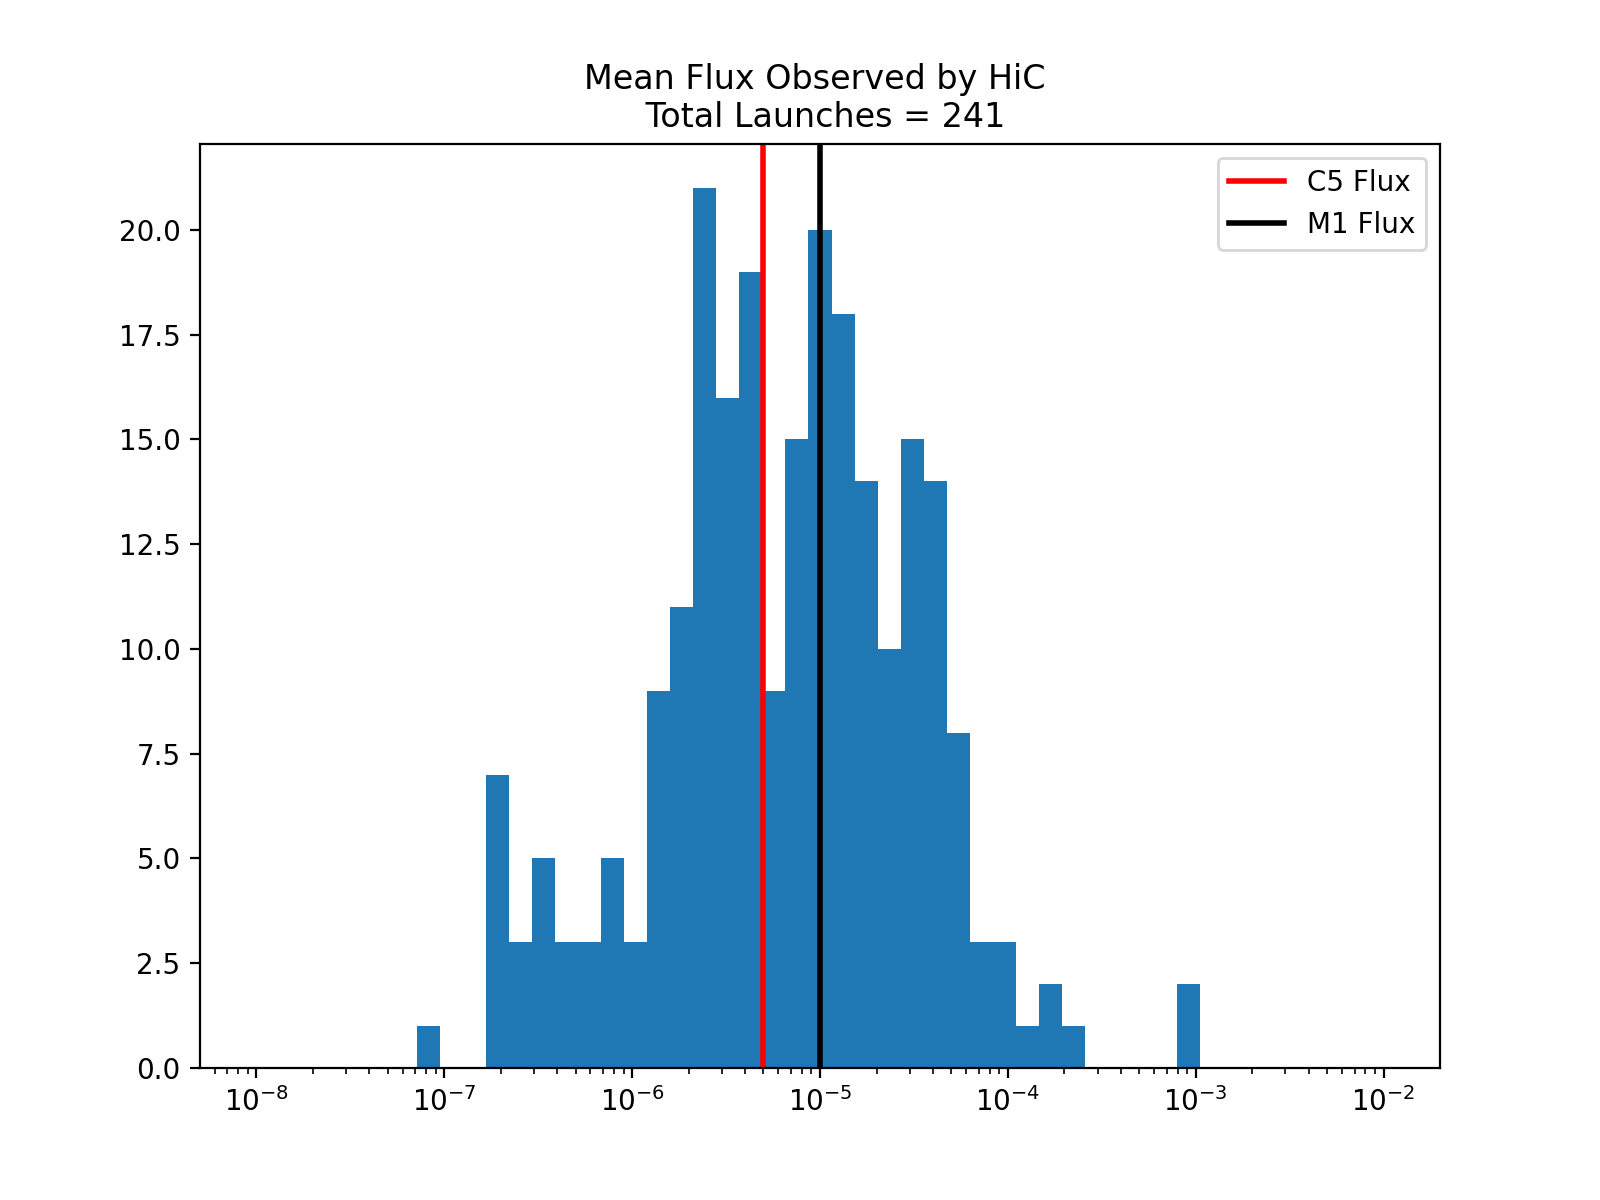 Mean Flux Observed by HiC
Total Launches = 241
C5 Flux
M1 Flux
20.0
17.5
15.0
12.5
10.0
7.5
5.0
2.5
0.0
10⁻⁸ 10⁻⁷ 10⁻⁶ 10⁻⁵ 10⁻⁴ 10⁻³ 10⁻²